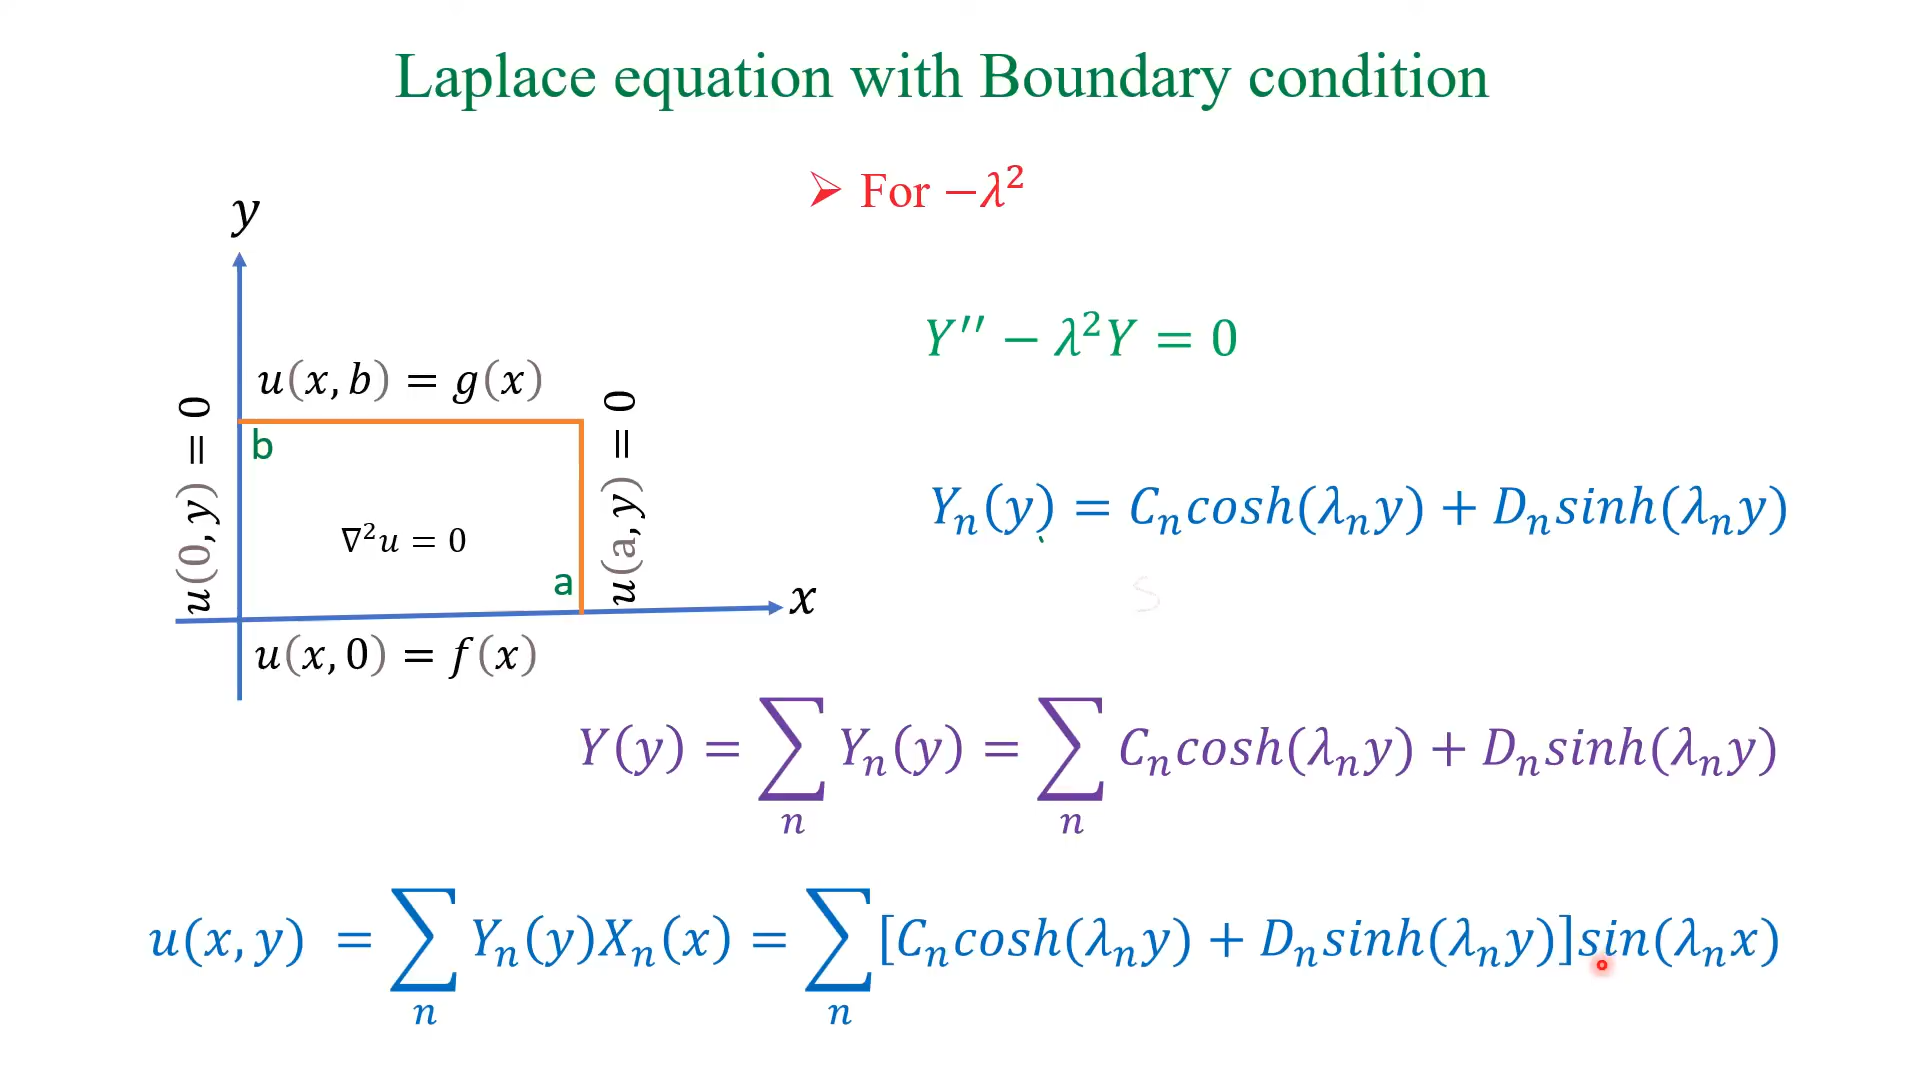 Laplace equation with Boundary condition
➢ For −λ²
y
Y′′ − λ²Y = 0
u(x, b) = g(x)
u(0, y) = 0
u(a, y) = 0
b
Yₙ(y) = Cₙcosh(λₙy) + Dₙsinh(λₙy)
∇²u = 0
a
x
S
u(x, 0) = f(x)
Y(y) = ∑ₙ Yₙ(y) = ∑ₙ Cₙcosh(λₙy) + Dₙsinh(λₙy)
u(x, y) = ∑ₙ Yₙ(y)Xₙ(x) = ∑ₙ [Cₙcosh(λₙy) + Dₙsinh(λₙy)]sin(λₙx)